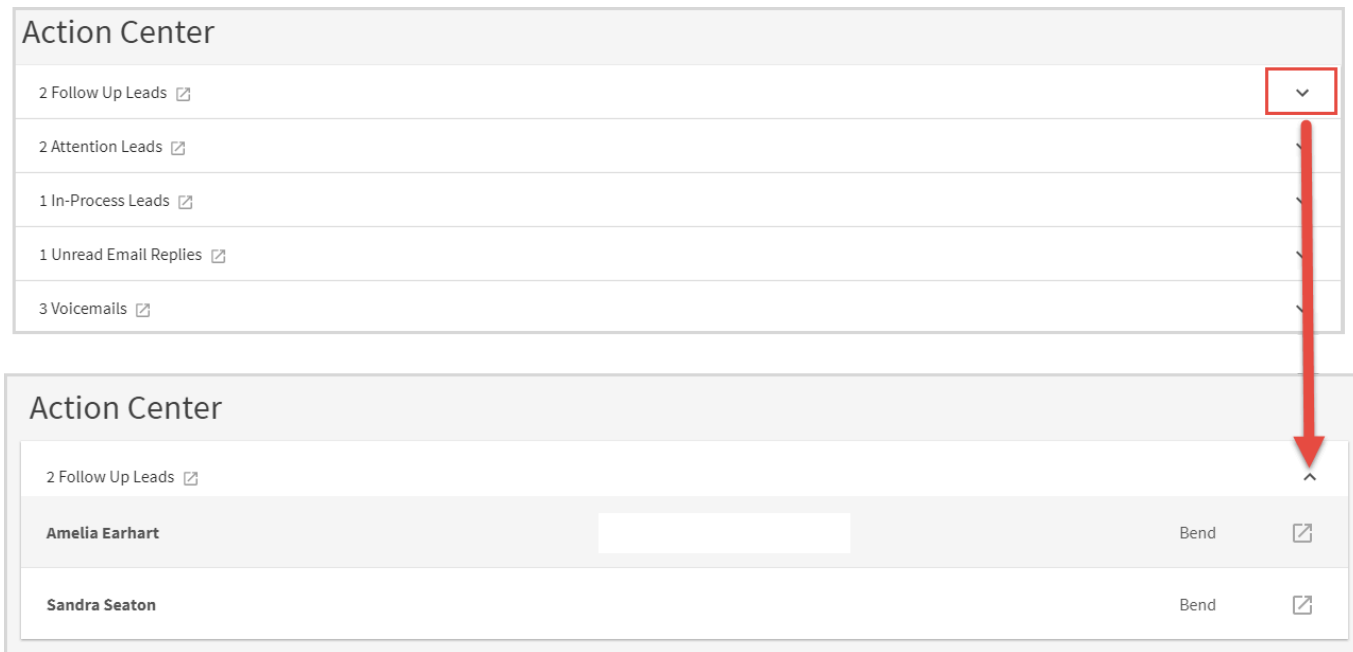 Action Center
2 Follow Up Leads
2 Attention Leads
1 In-Process Leads
1 Unread Email Replies
3 Voicemails
Action Center
2 Follow Up Leads
Amelia Earhart Bend
Sandra Seaton Bend